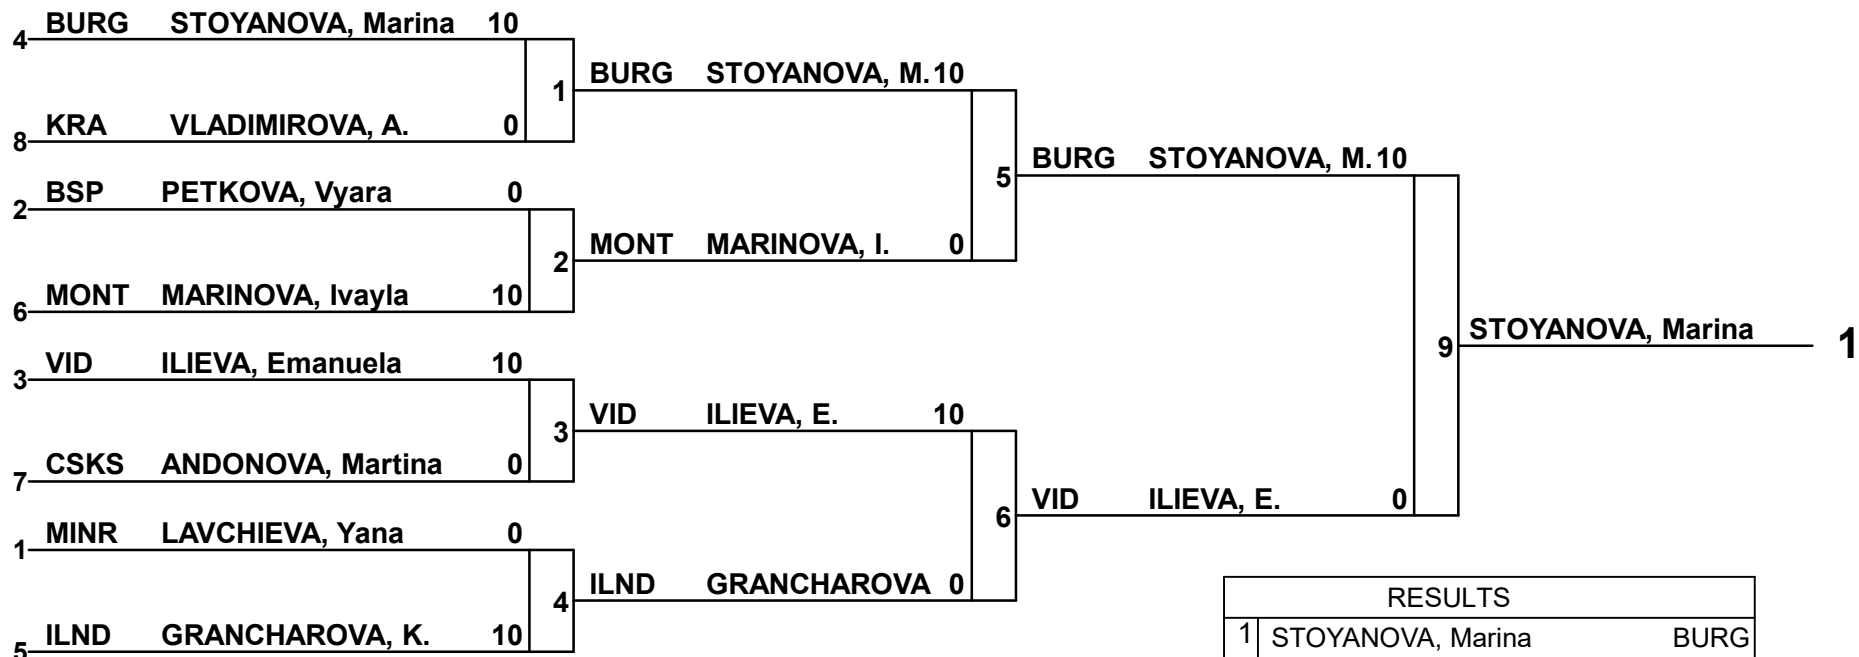 4 BURG STOYANOVA, Marina 10
8 KRA VLADIMIROVA, A. 0
1
2 BSP PETKOVA, Vyara 0
6 MONT MARINOVA, Ivayla 10
2
3 VID ILIEVA, Emanuela 10
7 CSKS ANDONOVA, Martina 0
3
1 MINR LAVCHIEVA, Yana 0
5 ILND GRANCHAROVA, K. 10
4
BURG STOYANOVA, M. 10
MONT MARINOVA, I. 0
5
VID ILIEVA, E. 10
ILND GRANCHAROVA 0
6
BURG STOYANOVA, M. 10
VID ILIEVA, E. 0
9
STOYANOVA, Marina 1
RESULTS
1 STOYANOVA, Marina BURG